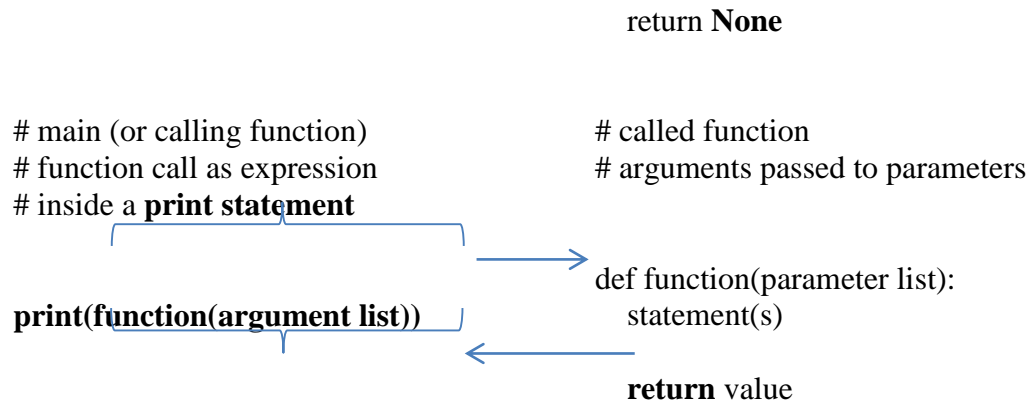 return None
# main (or calling function)
# function call as expression
# inside a print statement
print(function(argument list))
# called function
# arguments passed to parameters
def function(parameter list):
statement(s)
return value